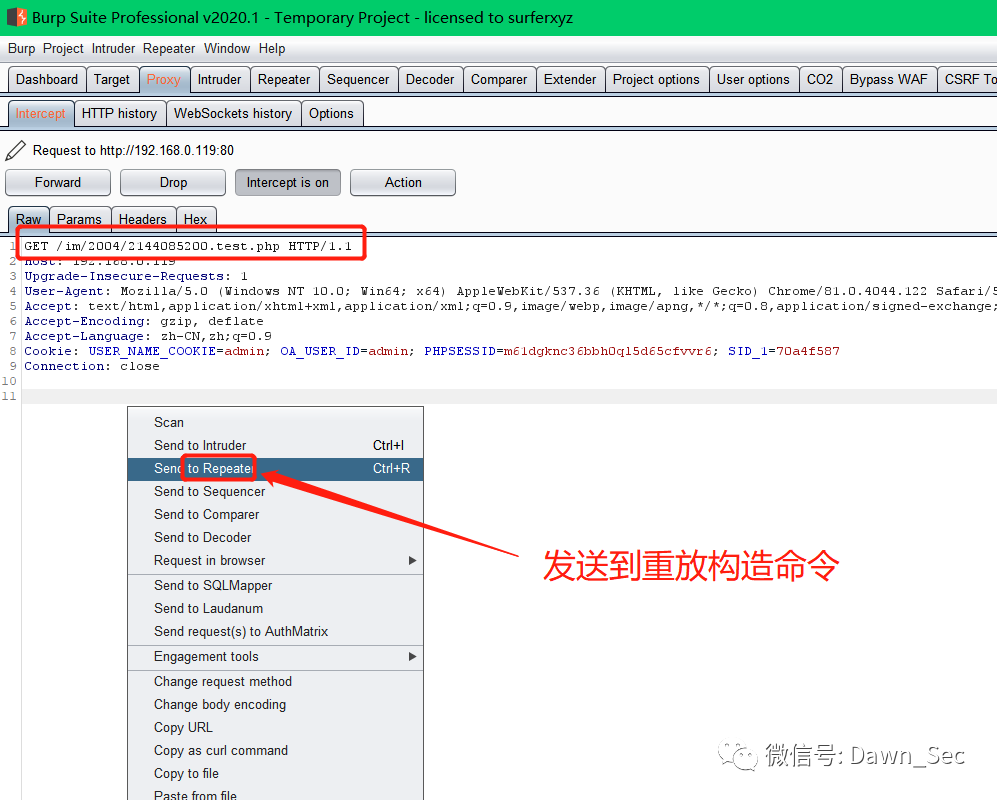 Burp Suite Professional v2020.1 - Temporary Project - licensed to surferxyz
Burp Project Intruder Repeater Window Help
Dashboard Target Proxy Intruder Repeater Sequencer Decoder Comparer Extender Project options User options CO2 Bypass WAF CSRF To
Intercept HTTP history WebSockets history Options
Request to http://192.168.0.119:80
Forward Drop Intercept is on Action
Raw Params Headers Hex
1 GET /im/2004/2144085200.test.php HTTP/1.1
2 Host: 192.168.0.119
3 Upgrade-Insecure-Requests: 1
4 User-Agent: Mozilla/5.0 (Windows NT 10.0; Win64; x64) AppleWebKit/537.36 (KHTML, like Gecko) Chrome/81.0.4044.122 Safari/5
5 Accept: text/html,application/xhtml+xml,application/xml;q=0.9,image/webp,image/apng,*/*;q=0.8,application/signed-exchange;
6 Accept-Encoding: gzip, deflate
7 Accept-Language: zh-CN,zh;q=0.9
8 Cookie: USER_NAME_COOKIE=admin; OA_USER_ID=admin; PHPSESSID=m61dgknc36bbh0ql5d65cfvvr6; SID_1=70a4f587
9 Connection: close
10
11
Scan
Send to Intruder Ctrl+I
Send to Repeater Ctrl+R
Send to Sequencer
Send to Comparer
Send to Decoder
Request in browser
Send to SQLMapper
Send to Laudanum
Send request(s) to AuthMatrix
Engagement tools
Change request method
Change body encoding
Copy URL
Copy as curl command
Copy to file
Paste from file
发送到重放构造命令
微信号: Dawn_Sec